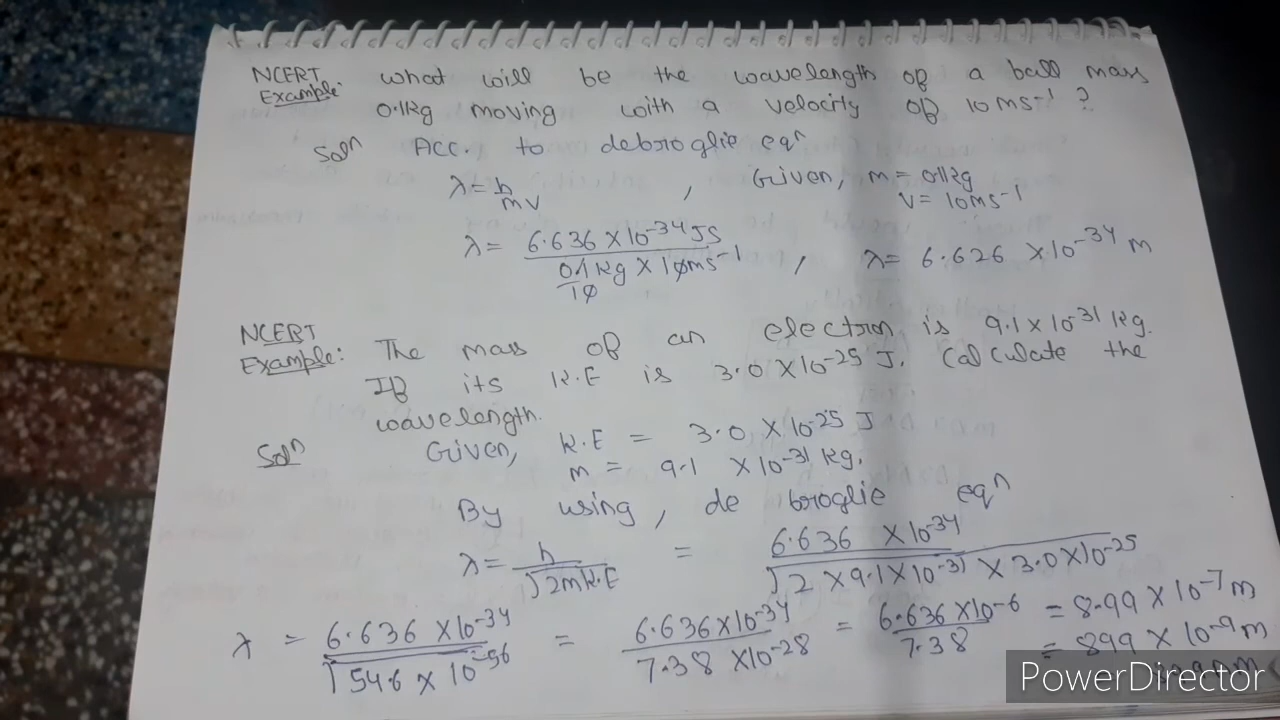 NCERT Example: What will be the wavelength of a ball mass
0.1kg moving with a velocity of 10 ms⁻¹ ?
Solⁿ Acc. to debroglie eqⁿ
λ = h/mv , Given, m = 0.1kg
v = 10ms⁻¹
λ = 6.636 × 10⁻³⁴ JS / 0.1 kg × 10ms⁻¹ , λ = 6.626 × 10⁻³⁴ m
10
NCERT Example: The mass of an electron is 9.1 × 10⁻³¹ kg.
If its K.E is 3.0 × 10⁻²⁵ J. Calculate the
wavelength.
Solⁿ Given, K.E = 3.0 × 10⁻²⁵ J
m = 9.1 × 10⁻³¹ kg.
By using, de broglie eqⁿ
λ = h/√2mK.E = 6.636 × 10⁻³⁴ / √2 × 9.1 × 10⁻³¹ × 3.0 × 10⁻²⁵
λ = 6.636 × 10⁻³⁴ / √54.6 × 10⁻⁵⁶ = 6.636 × 10⁻³⁴ / 7.38 × 10⁻²⁸ = 6.636 × 10⁻⁶ / 7.38 = 8.99 × 10⁻⁷ m
= 899 × 10⁻⁹ m
PowerDirector